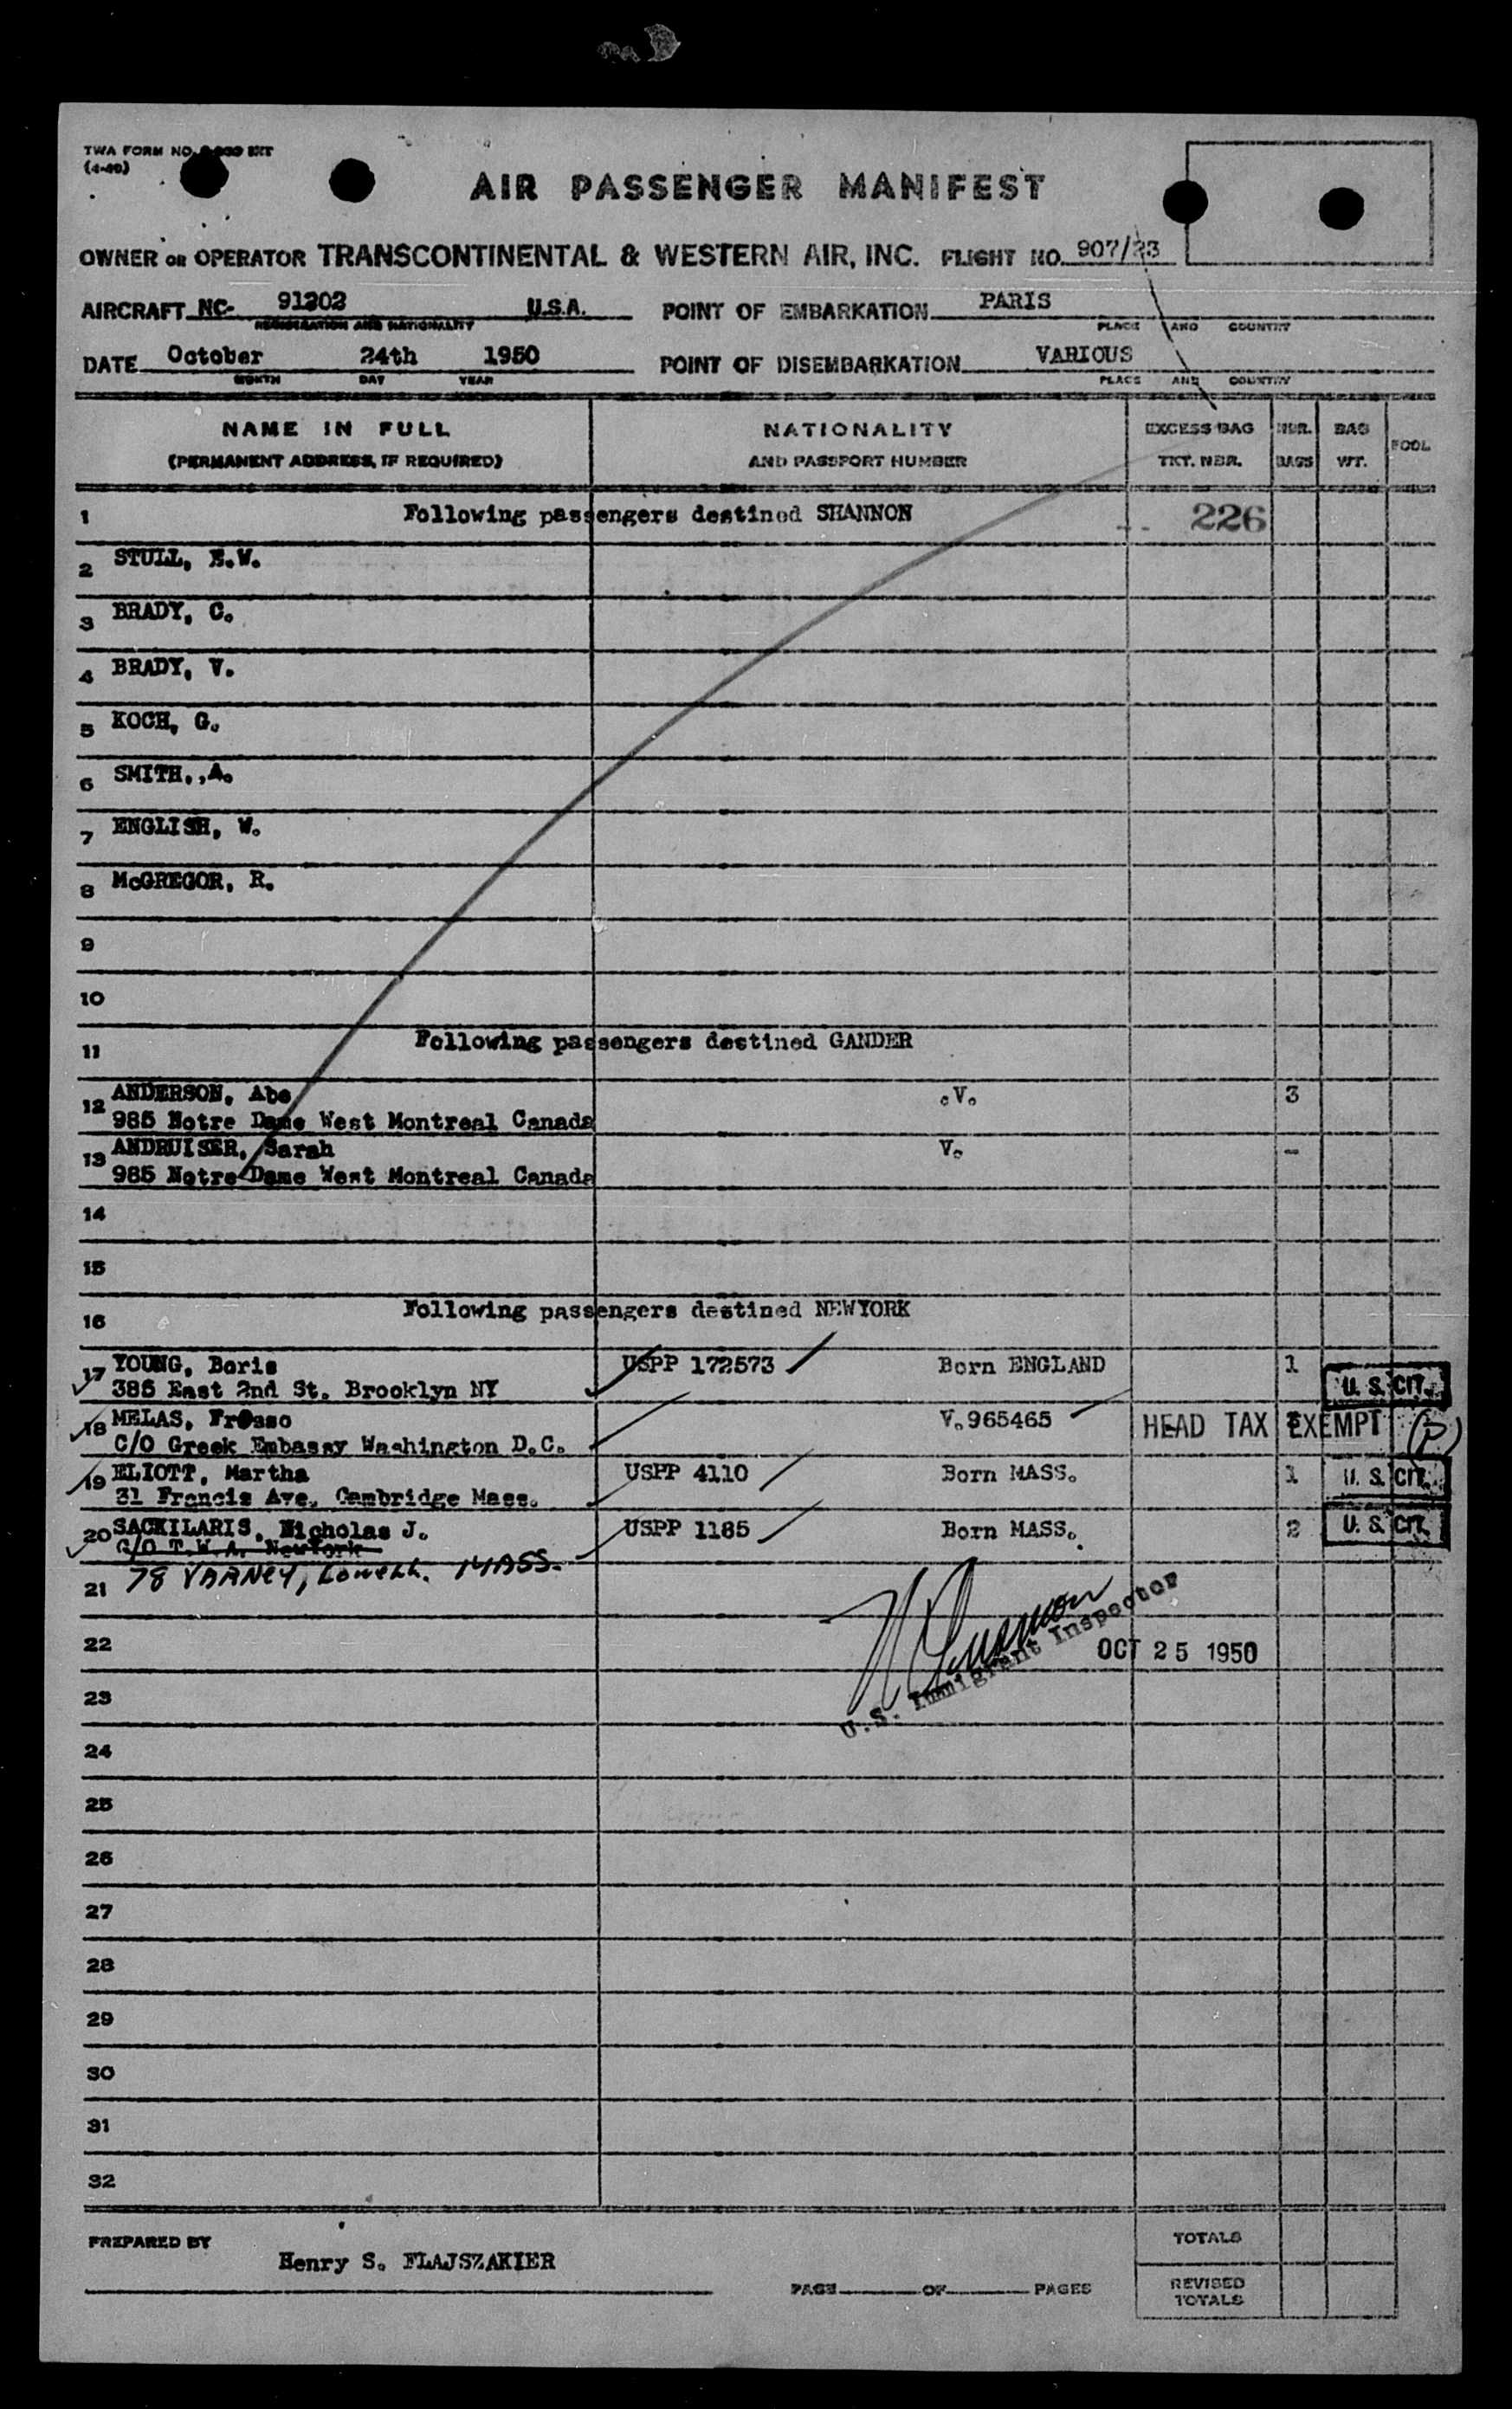 TWA FORM NO.
(4-49)
AIR PASSENGER MANIFEST
OWNER OR OPERATOR TRANSCONTINENTAL & WESTERN AIR, INC. FLIGHT NO. 907/23
AIRCRAFT NC- 91202 U.S.A. POINT OF EMBARKATION PARIS
REGISTRATION AND NATIONALITY PLACE AND COUNTRY
DATE October 24th 1950 POINT OF DISEMBARKATION VARIOUS
MONTH DAY YEAR PLACE AND COUNTRY
NAME IN FULL NATIONALITY EXCESS BAG NBR. BAG FOOL
(PERMANENT ADDRESS, IF REQUIRED) AND PASSPORT NUMBER TKT. NBR. BAGS WT.
1 Following passengers destined SHANNON 226
2 STULL, E.W.
3 BRADY, C.
4 BRADY, V.
5 KOCH, G.
6 SMITH.,A.
7 ENGLISH, W.
8 McGREGOR, R.
9
10
11 Following passengers destined GANDER
12 ANDERSON, Abe .V. 3
985 Notre Dame West Montreal Canada
13 ANDRUISER, Sarah V. -
985 Notre Dame West Montreal Canada
14
15
16 Following passengers destined NEWYORK
17 YOUNG, Boris USPP 172573 Born ENGLAND 1
385 East 2nd St. Brooklyn NY U. S. CIT.
18 MELAS, Frosso V.965465 HEAD TAX EXEMPT (P)
C/O Greek Embassy Washington D.C.
19 ELIOTT, Martha USPP 4110 Born MASS. 1 U. S. CIT.
31 Francis Ave. Cambridge Mass.
20 SACKILARIS, Nicholas J. USPP 1185 Born MASS. 2 U. S. CIT.
C/O T.W.A. NewYork
21 78 VARNEY, Lowell. MASS.
U.S. Immigrant Inspector
22 OCT 25 1950
23
24
25
26
27
28
29
30
31
32
PREPARED BY Henry S. FLAJSZAKIER TOTALS
PAGE OF PAGES REVISED
TOTALS